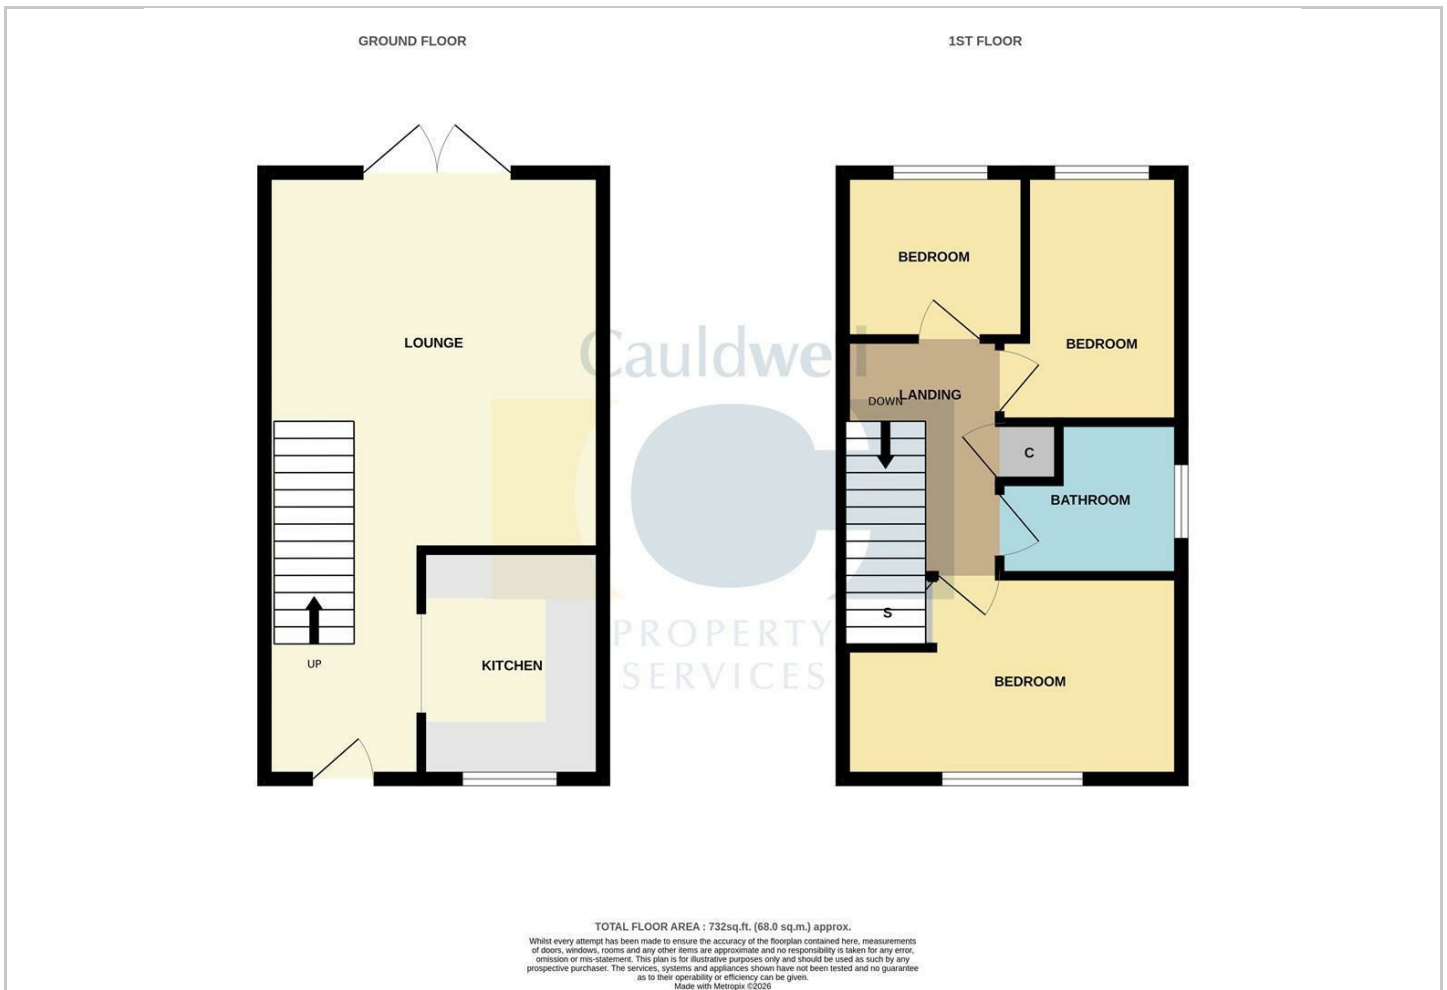 GROUND FLOOR
1ST FLOOR
LOUNGE
UP
KITCHEN
BEDROOM
BEDROOM
LANDING
DOWN
C
BATHROOM
S
BEDROOM
Cauldwell
PROPERTY
SERVICES
TOTAL FLOOR AREA : 732sq.ft. (68.0 sq.m.) approx.
Whilst every attempt has been made to ensure the accuracy of the floorplan contained here, measurements
of doors, windows, rooms and any other items are approximate and no responsibility is taken for any error,
omission or mis-statement. This plan is for illustrative purposes only and should be used as such by any
prospective purchaser. The services, systems and appliances shown have not been tested and no guarantee
as to their operability or efficiency can be given.
Made with Metropix ©2026